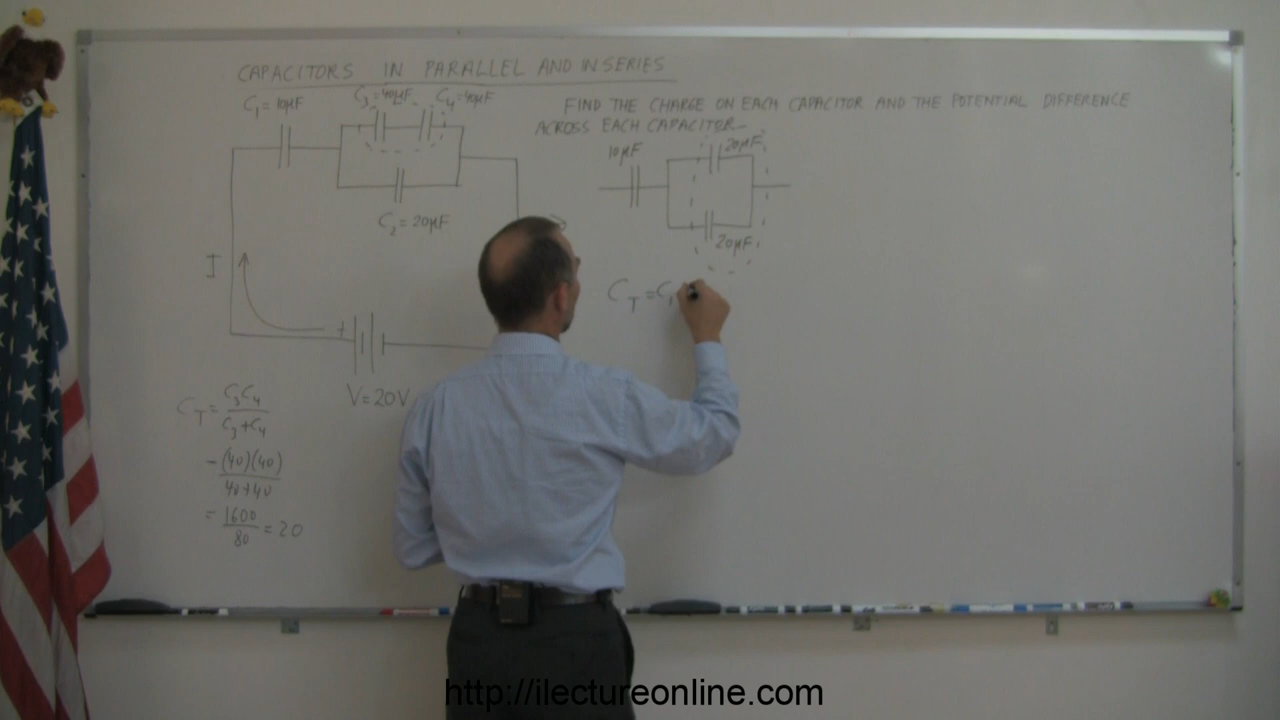 CAPACITORS IN PARALLEL AND IN SERIES
C₁ = 10μF
C₃ = 40μF
C₄ = 40μF
C₂ = 20μF
I
+
V = 20V
C_T = C₃C₄ / C₃+C₄
= (40)(40) / 40+40
= 1600 / 80 = 20
FIND THE CHARGE ON EACH CAPACITOR AND THE POTENTIAL DIFFERENCE
ACROSS EACH CAPACITOR
10μF
20μF
20μF
C_T = C₁
http://ilectureonline.com